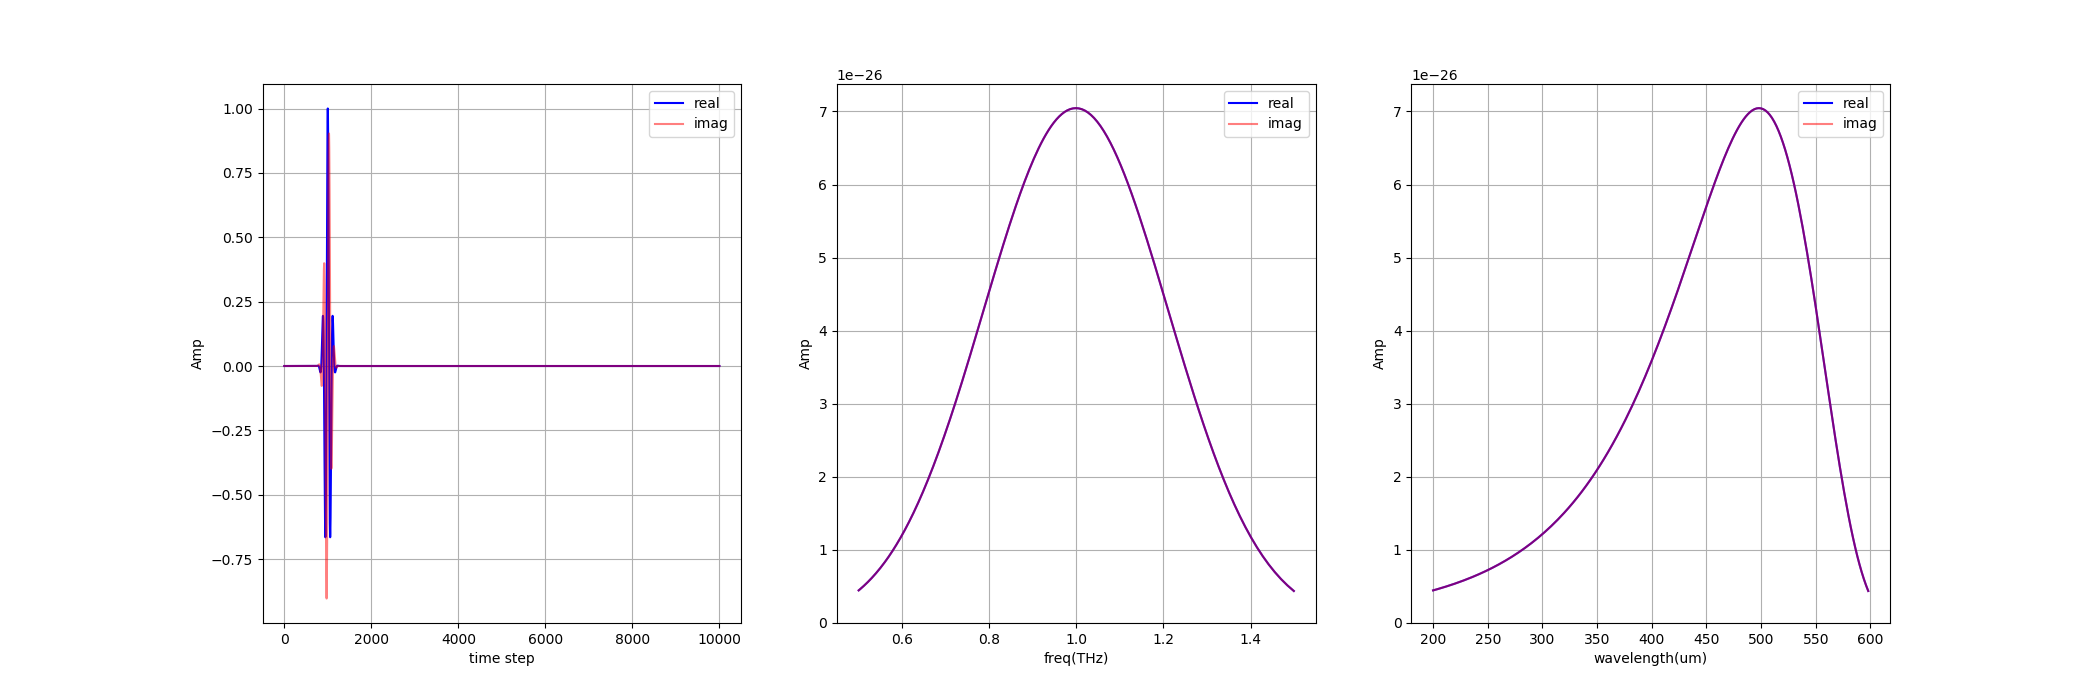 1.00
0.75
0.50
0.25
0.00
−0.25
−0.50
−0.75
Amp
0 2000 4000 6000 8000 10000
time step
real
imag
1e−26
7
6
5
4
3
2
1
0
Amp
0.6 0.8 1.0 1.2 1.4
freq(THz)
real
imag
1e−26
7
6
5
4
3
2
1
0
Amp
200 250 300 350 400 450 500 550 600
wavelength(um)
real
imag